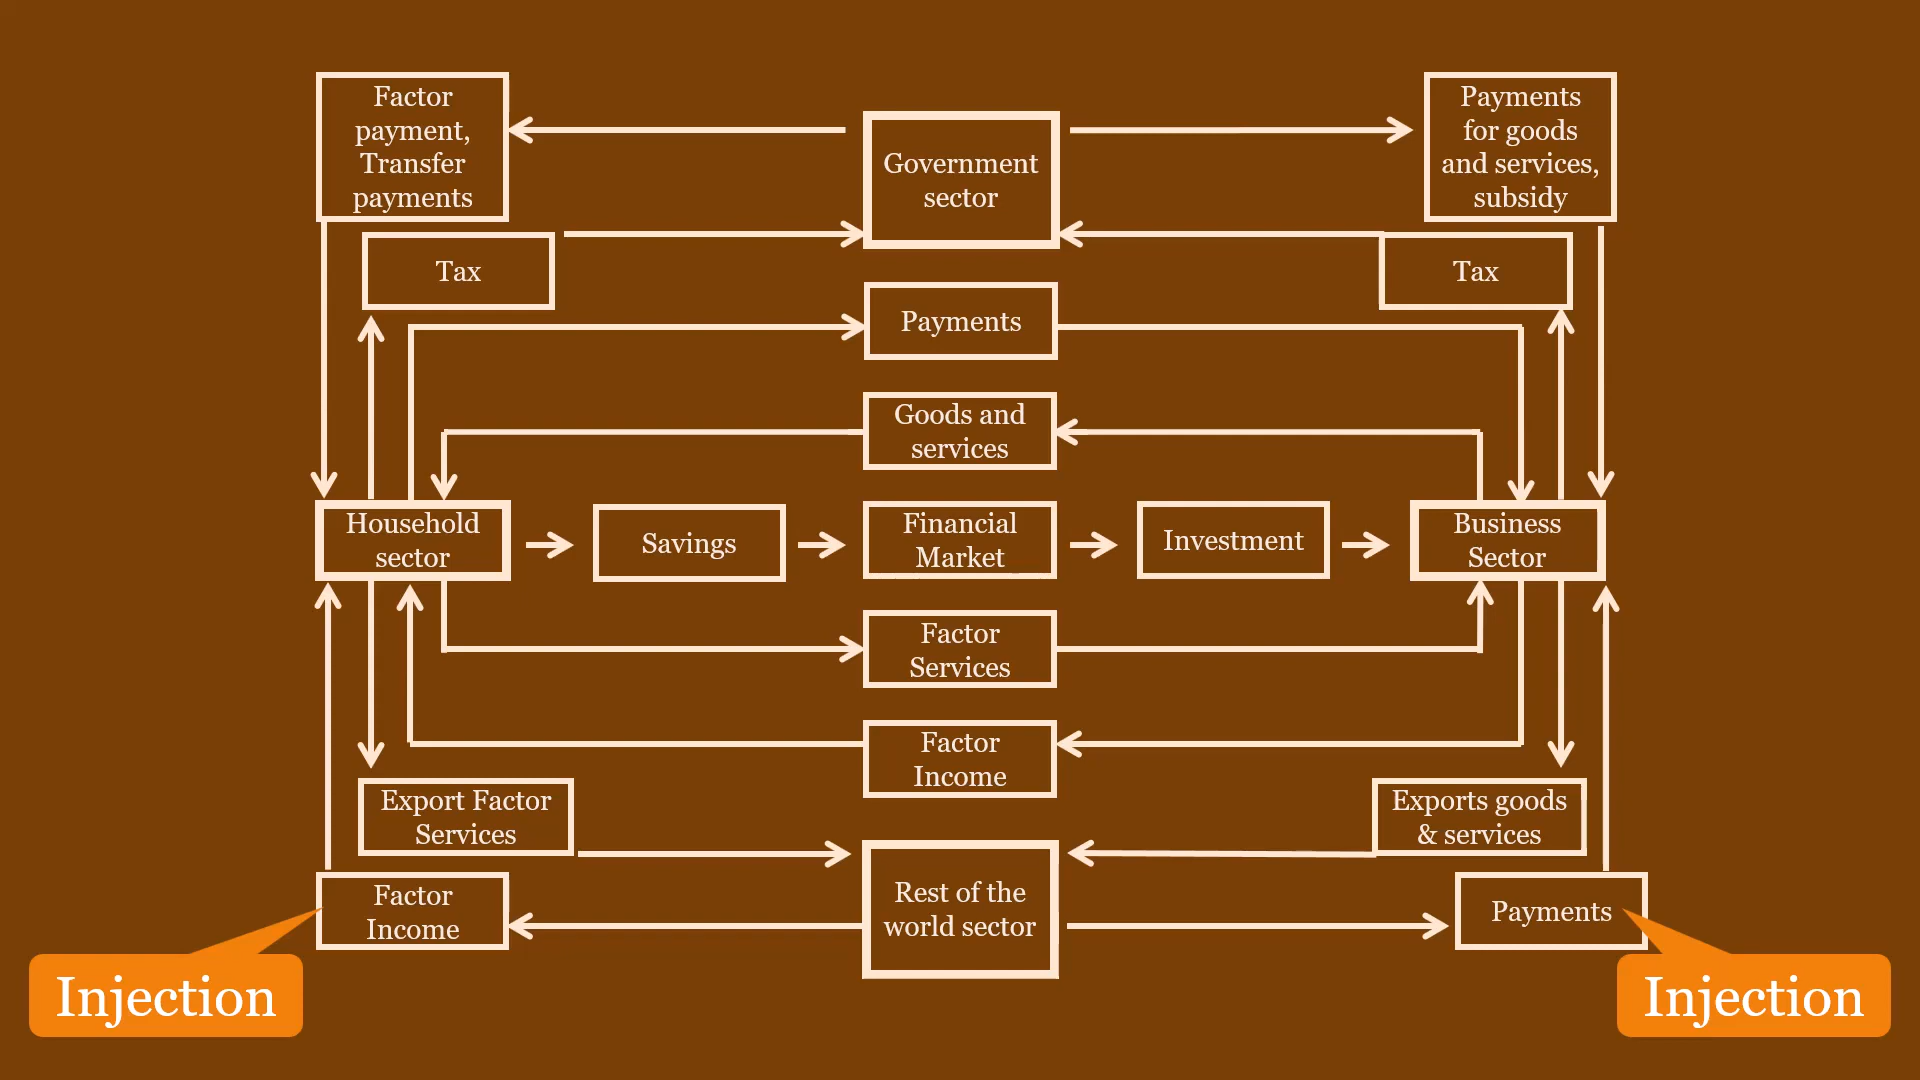 Factor
payment,
Transfer
payments
Government
sector
Payments
for goods
and services,
subsidy
Tax
Tax
Payments
Goods and
services
Household
sector
Savings
Financial
Market
Investment
Business
Sector
Factor
Services
Factor
Income
Export Factor
Services
Exports goods
& services
Factor
Income
Rest of the
world sector
Payments
Injection
Injection